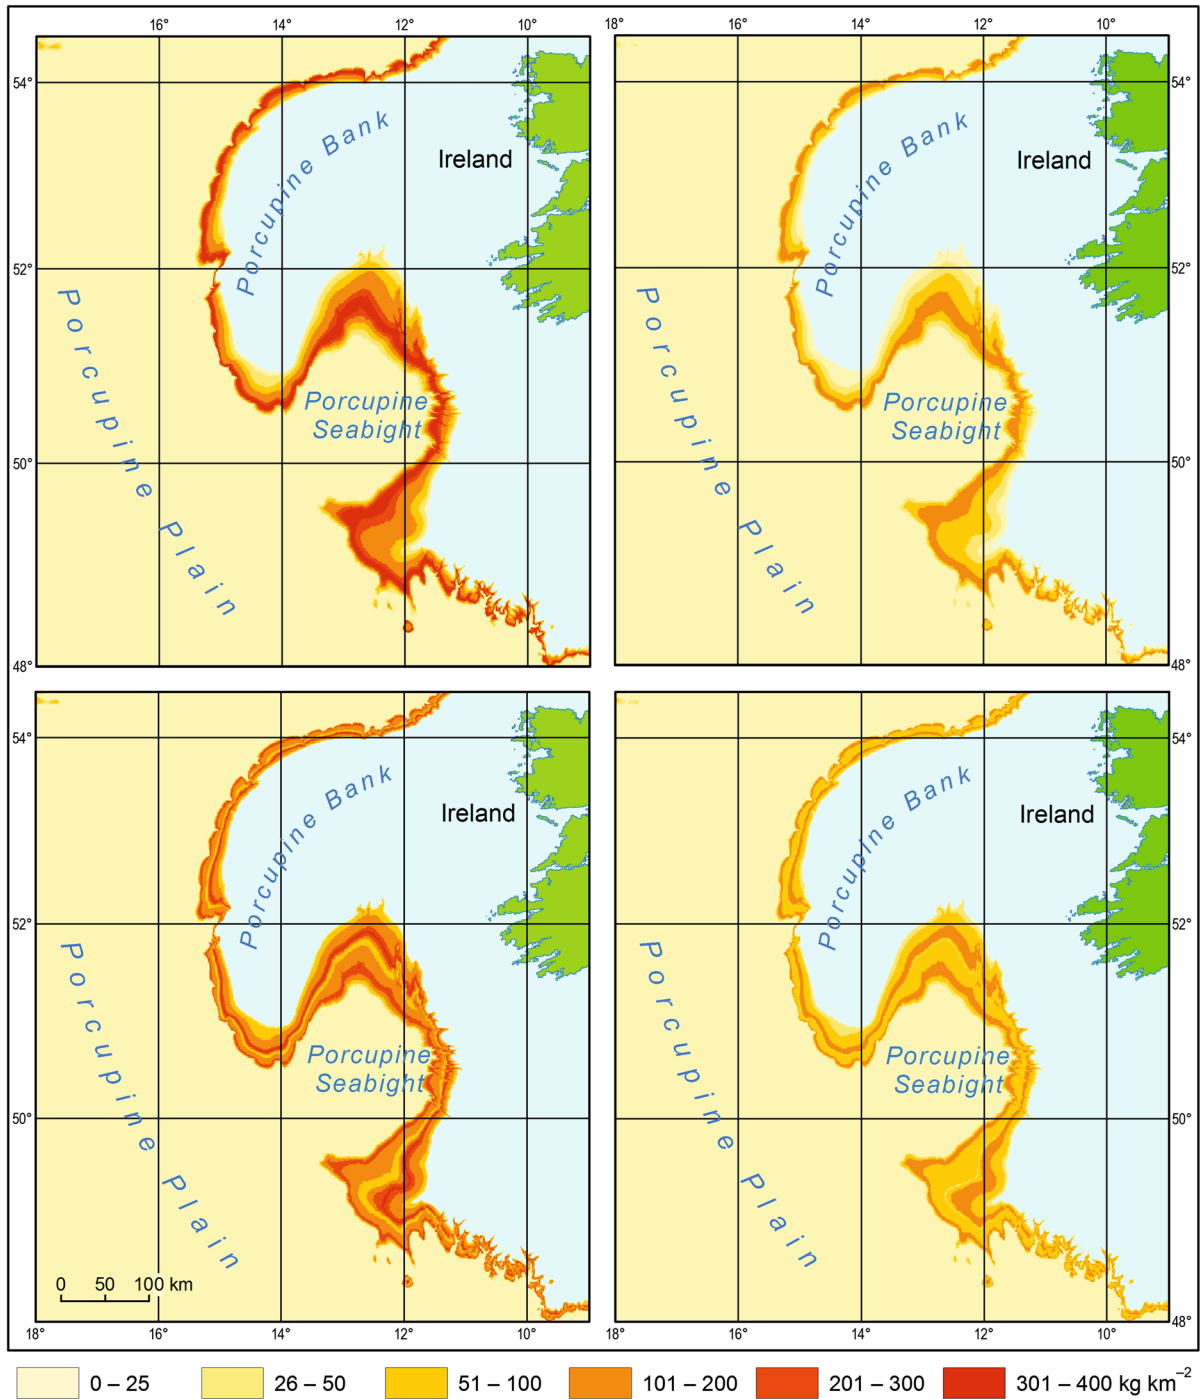 16° 14° 12° 10° 18° 10°
54° 54°
Porcupine Bank Porcupine Bank
Ireland Ireland
52° 52°
Porcupine Plain Porcupine Plain
Porcupine Porcupine
Seabight Seabight
50° 50°
48° 48°
54° 54°
Porcupine Bank Porcupine Bank
Ireland Ireland
52° 52°
Porcupine Plain Porcupine Plain
Porcupine Porcupine
Seabight Seabight
50° 50°
0 50 100 km
48°
18° 16° 14° 12° 10° 18° 16° 14° 12° 10°
0 – 25 26 – 50 51 – 100 101 – 200 201 – 300 301 – 400 kg km⁻²